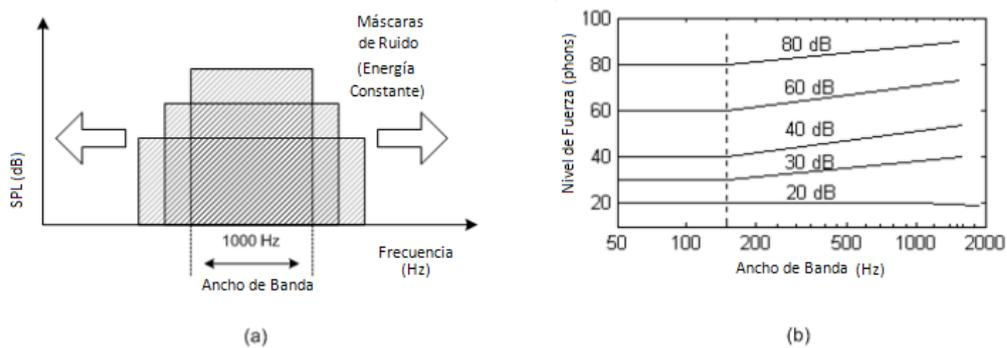 Máscaras
de Ruido
(Energía
Constante)
SPL (dB)
1000 Hz
Ancho de Banda
Frecuencia
(Hz)
(a)
100
80
60
40
20
Nivel de Fuerza (phons)
80 dB
60 dB
40 dB
30 dB
20 dB
50 100 200 500 1000 2000
Ancho de Banda (Hz)
(b)